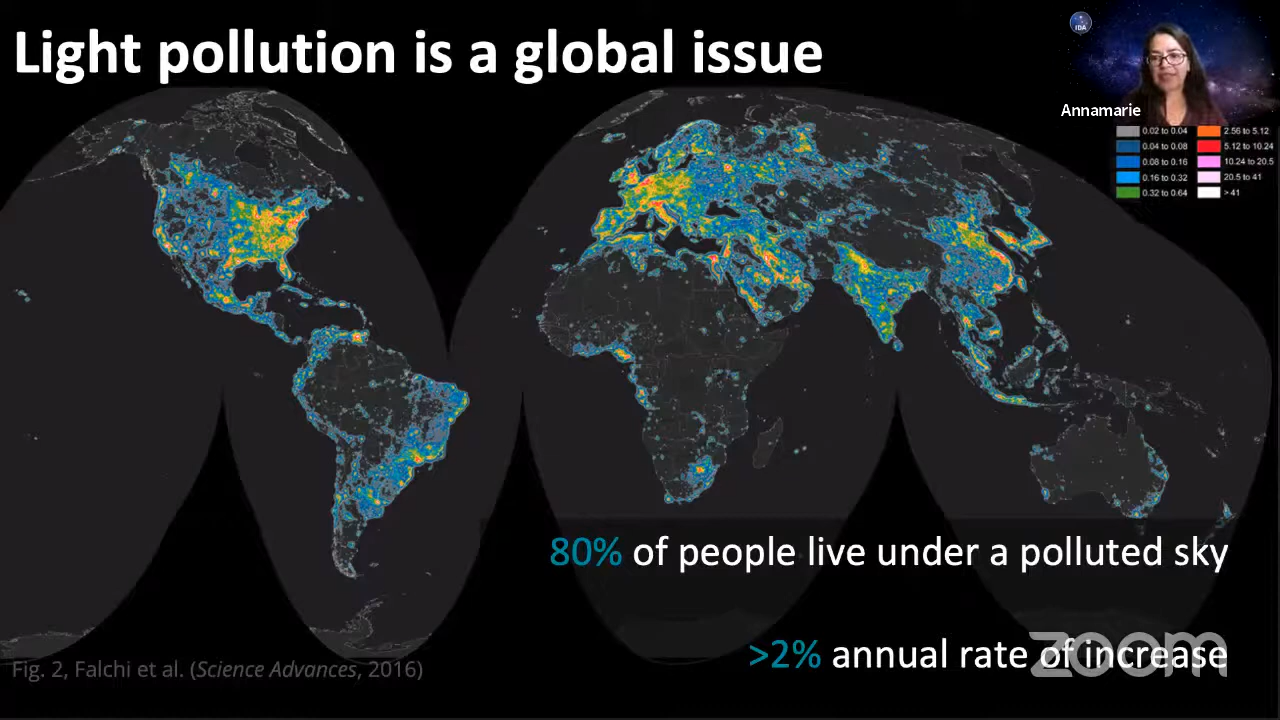 Light pollution is a global issue
IDA
Annamarie
0.02 to 0.04
2.56 to 5.12
0.04 to 0.08
5.12 to 10.24
0.08 to 0.16
10.24 to 20.5
0.16 to 0.32
20.5 to 41
0.32 to 0.64
> 41
80% of people live under a polluted sky
>2% annual rate of increase
zoom
Fig. 2, Falchi et al. (Science Advances, 2016)